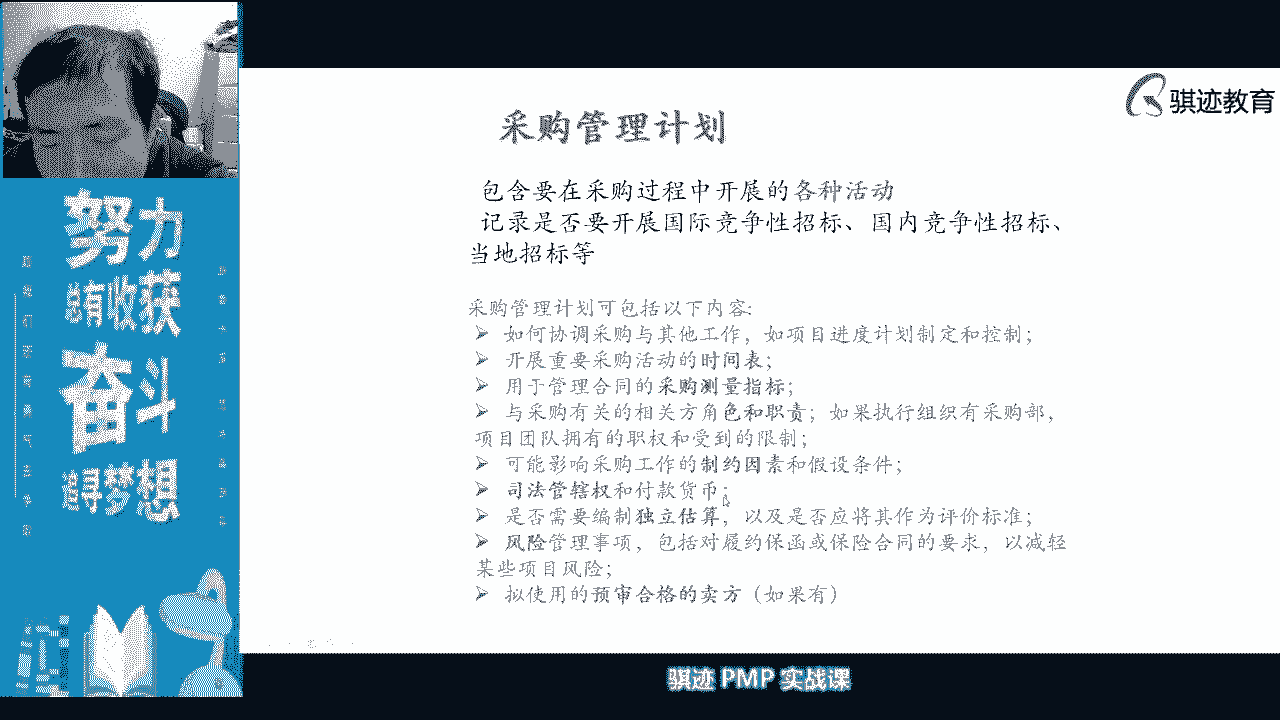 骐迹教育
采购管理计划
包含要在采购过程中开展的各种活动
记录是否要开展国际竞争性招标、国内竞争性招标、
当地招标等
采购管理计划可包括以下内容:
➢ 如何协调采购与其他工作，如项目进度计划制定和控制；
➢ 开展重要采购活动的时间表；
➢ 用于管理合同的采购测量指标；
➢ 与采购有关的相关方角色和职责；如果执行组织有采购部，
项目团队拥有的职权和受到的限制；
➢ 可能影响采购工作的制约因素和假设条件；
➢ 司法管辖权和付款货币；
➢ 是否需要编制独立估算，以及是否应将其作为评价标准；
➢ 风险管理事项，包括对履约保函或保险合同的要求，以减轻
某些项目风险；
➢ 拟使用的预审合格的卖方（如果有）
努力
总有收获
奋斗
追寻梦想
骐迹 PMP 实战课